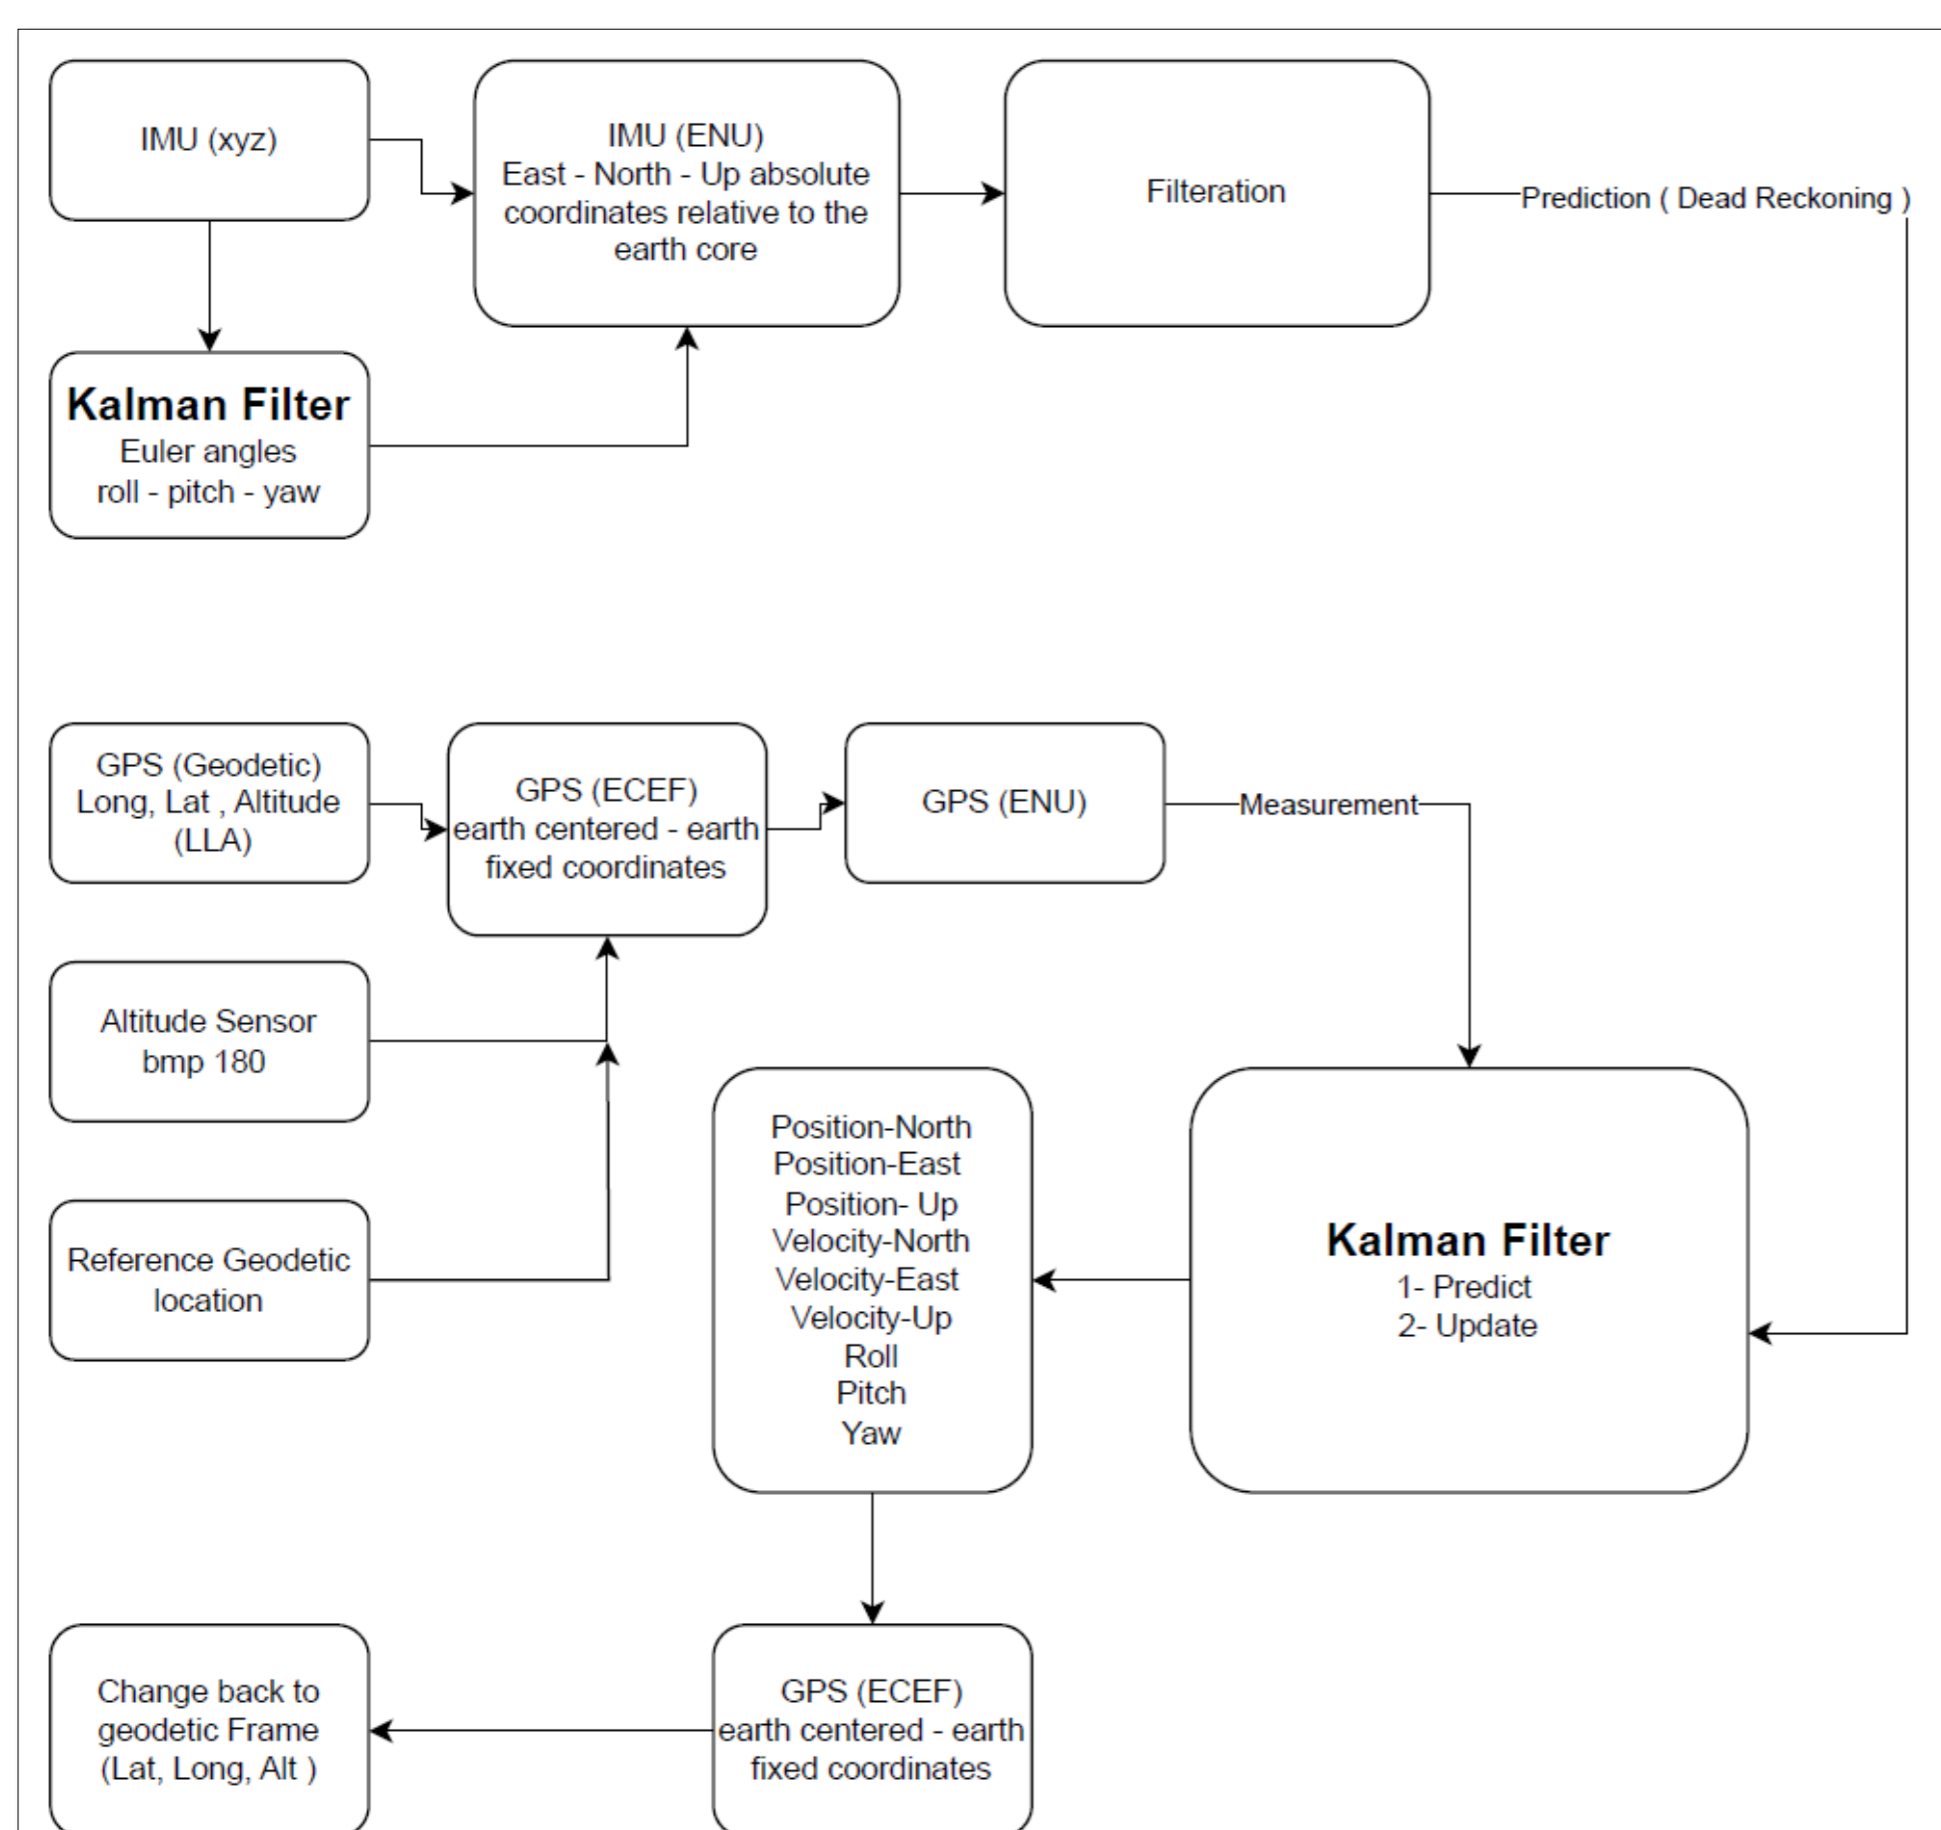 IMU (xyz)
IMU (ENU)
East - North - Up absolute
coordinates relative to the
earth core
Filteration
Prediction ( Dead Reckoning )
Kalman Filter
Euler angles
roll - pitch - yaw
GPS (Geodetic)
Long, Lat , Altitude
(LLA)
GPS (ECEF)
earth centered - earth
fixed coordinates
GPS (ENU)
Measurement
Altitude Sensor
bmp 180
Reference Geodetic
location
Position-North
Position-East
Position- Up
Velocity-North
Velocity-East
Velocity-Up
Roll
Pitch
Yaw
Kalman Filter
1- Predict
2- Update
Change back to
geodetic Frame
(Lat, Long, Alt )
GPS (ECEF)
earth centered - earth
fixed coordinates